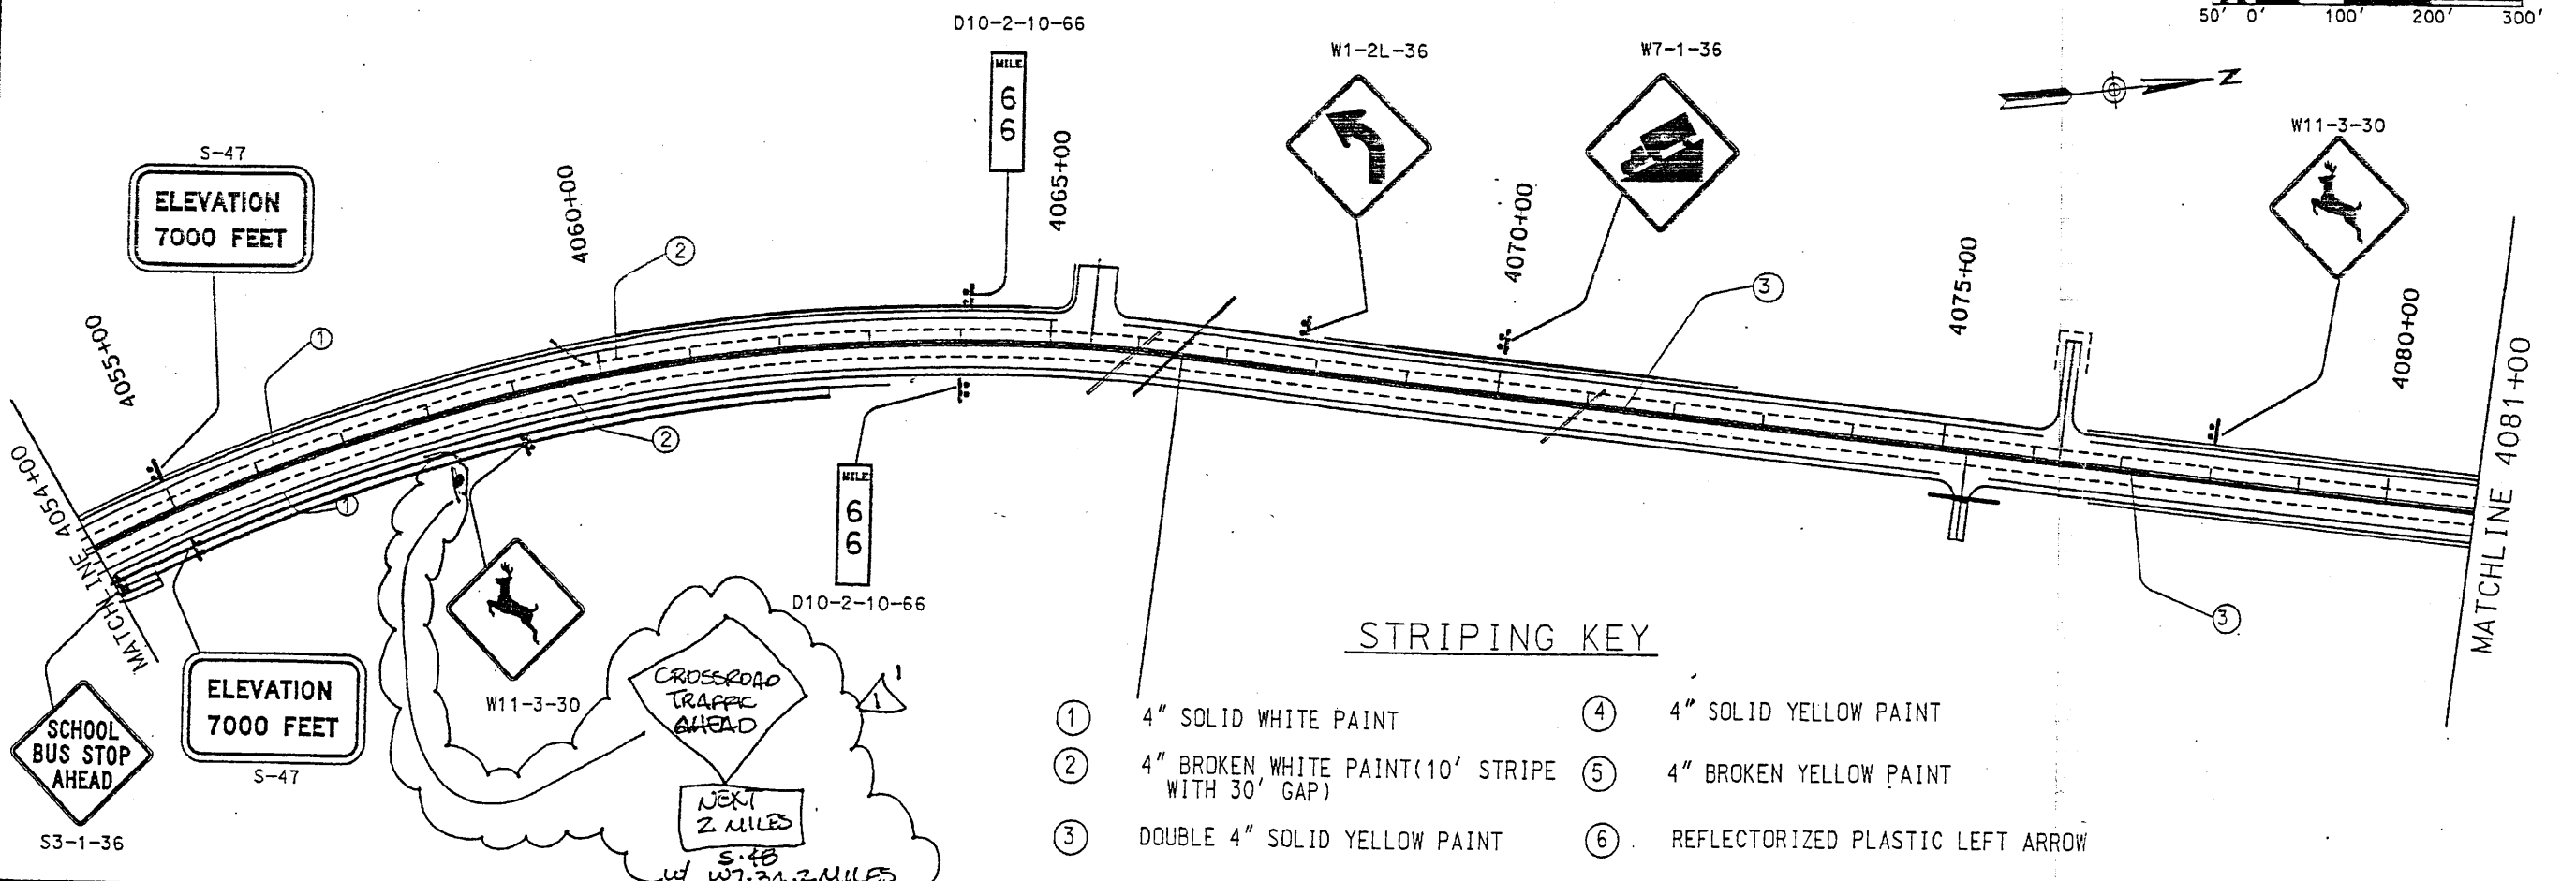 D10-2-10-66
50' 0' 100' 200' 300'
W1-2L-36
W7-1-36
MILE
6
6
N
W11-3-30
S-47
ELEVATION
7000 FEET
4055+00
4060+00
4065+00
4070+00
4075+00
4080+00
1
2
3
MATCHLINE 4054+00
1
2
MILE
6
6
D10-2-10-66
MATCHLINE 4081+00
3
W11-3-30
SCHOOL
BUS STOP
AHEAD
S3-1-36
ELEVATION
7000 FEET
S-47
CROSSROAD
TRAFFIC
AHEAD
1
1
NEXT
2 MILES
S-48
STRIPING KEY
1 4" SOLID WHITE PAINT
2 4" BROKEN WHITE PAINT(10' STRIPE
WITH 30' GAP)
3 DOUBLE 4" SOLID YELLOW PAINT
4 4" SOLID YELLOW PAINT
5 4" BROKEN YELLOW PAINT
6 REFLECTORIZED PLASTIC LEFT ARROW